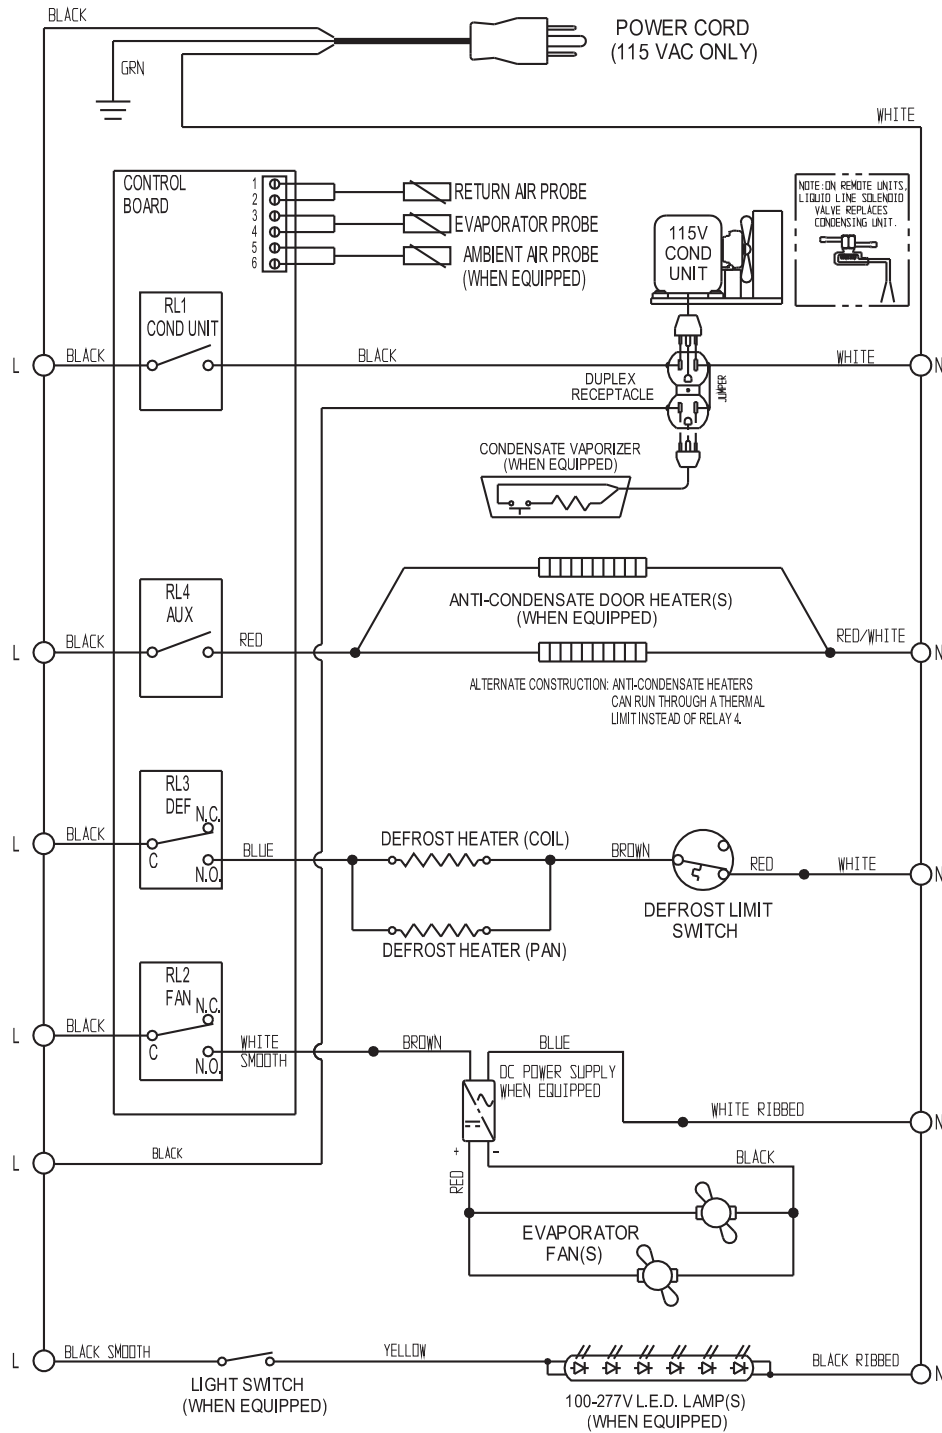 BLACK
POWER CORD
(115 VAC ONLY)
GRN
WHITE
CONTROL
BOARD
1
2
3
4
5
6
RETURN AIR PROBE
EVAPORATOR PROBE
AMBIENT AIR PROBE
(WHEN EQUIPPED)
115V
COND
UNIT
NOTE:ON REMOTE UNITS,
LIQUID LINE SOLENOID
VALVE REPLACES
CONDENSING UNIT.
RL1
COND UNIT
L
BLACK
BLACK
WHITE
N
DUPLEX
RECEPTACLE
JUMPER
CONDENSATE VAPORIZER
(WHEN EQUIPPED)
RL4
AUX
L
BLACK
RED
ANTI-CONDENSATE DOOR HEATER(S)
(WHEN EQUIPPED)
RED/WHITE
N
ALTERNATE CONSTRUCTION: ANTI-CONDENSATE HEATERS
CAN RUN THROUGH A THERMAL
LIMIT INSTEAD OF RELAY 4.
RL3
DEF
N.C.
L
BLACK
C
N.O.
BLUE
DEFROST HEATER (COIL)
BROWN
RED
WHITE
N
DEFROST LIMIT
SWITCH
DEFROST HEATER (PAN)
RL2
FAN
N.C.
L
BLACK
C
N.O.
WHITE
SMOOTH
BROWN
BLUE
DC POWER SUPPLY
WHEN EQUIPPED
WHITE RIBBED
N
L
BLACK
+
-
RED
BLACK
EVAPORATOR
FAN(S)
L
BLACK SMOOTH
YELLOW
BLACK RIBBED
N
LIGHT SWITCH
(WHEN EQUIPPED)
100-277V L.E.D. LAMP(S)
(WHEN EQUIPPED)